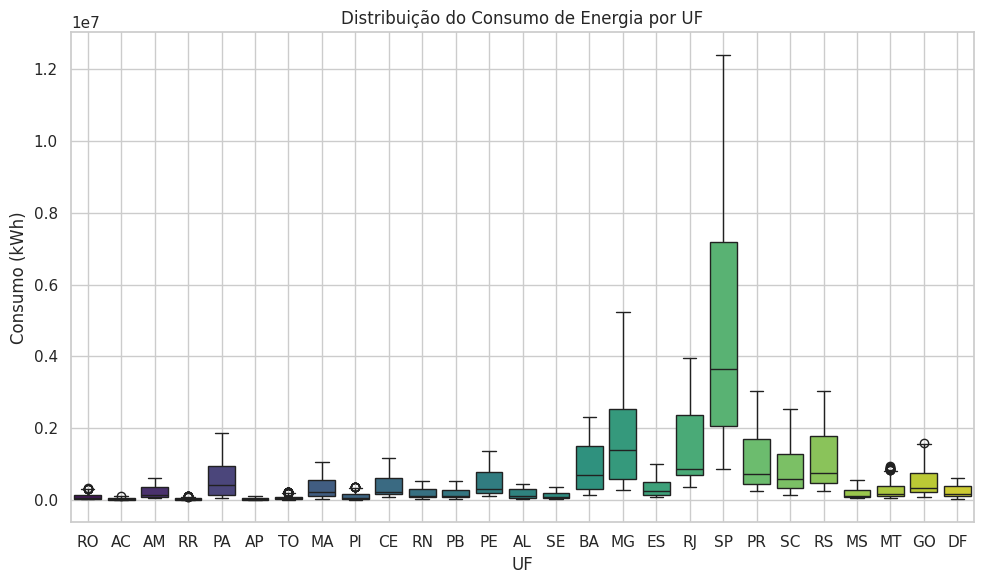 Distribuição do Consumo de Energia por UF
1e7
1.2
1.0
0.8
0.6
0.4
0.2
0.0
Consumo (kWh)
RO AC AM RR PA AP TO MA PI CE RN PB PE AL SE BA MG ES RJ SP PR SC RS MS MT GO DF
UF